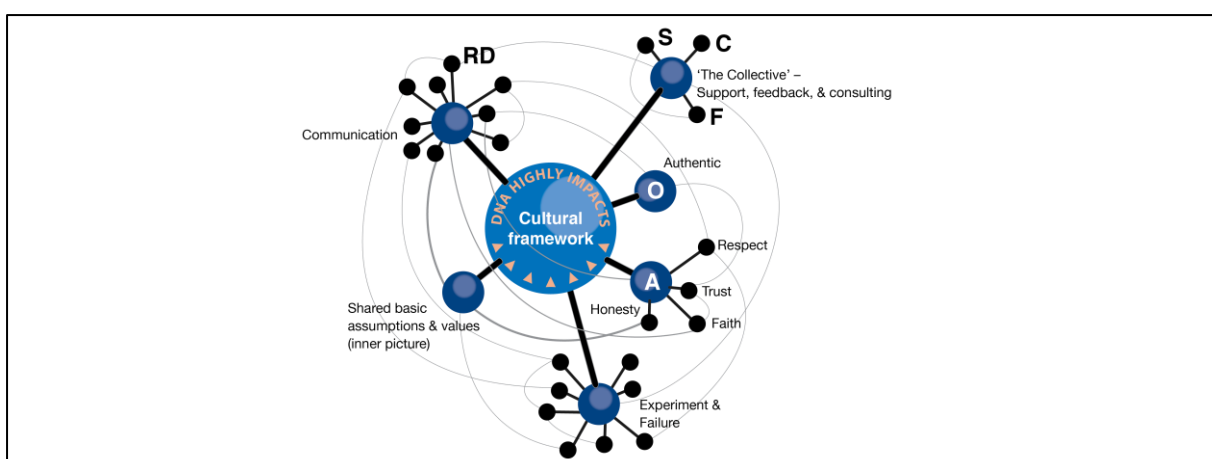 RD
Communication
S
C
'The Collective' –
Support, feedback, & consulting
F
Authentic
O
DNA HIGHLY IMPACTS
Cultural
framework
Respect
A
Trust
Honesty
Faith
Shared basic
assumptions & values
(inner picture)
Experiment &
Failure